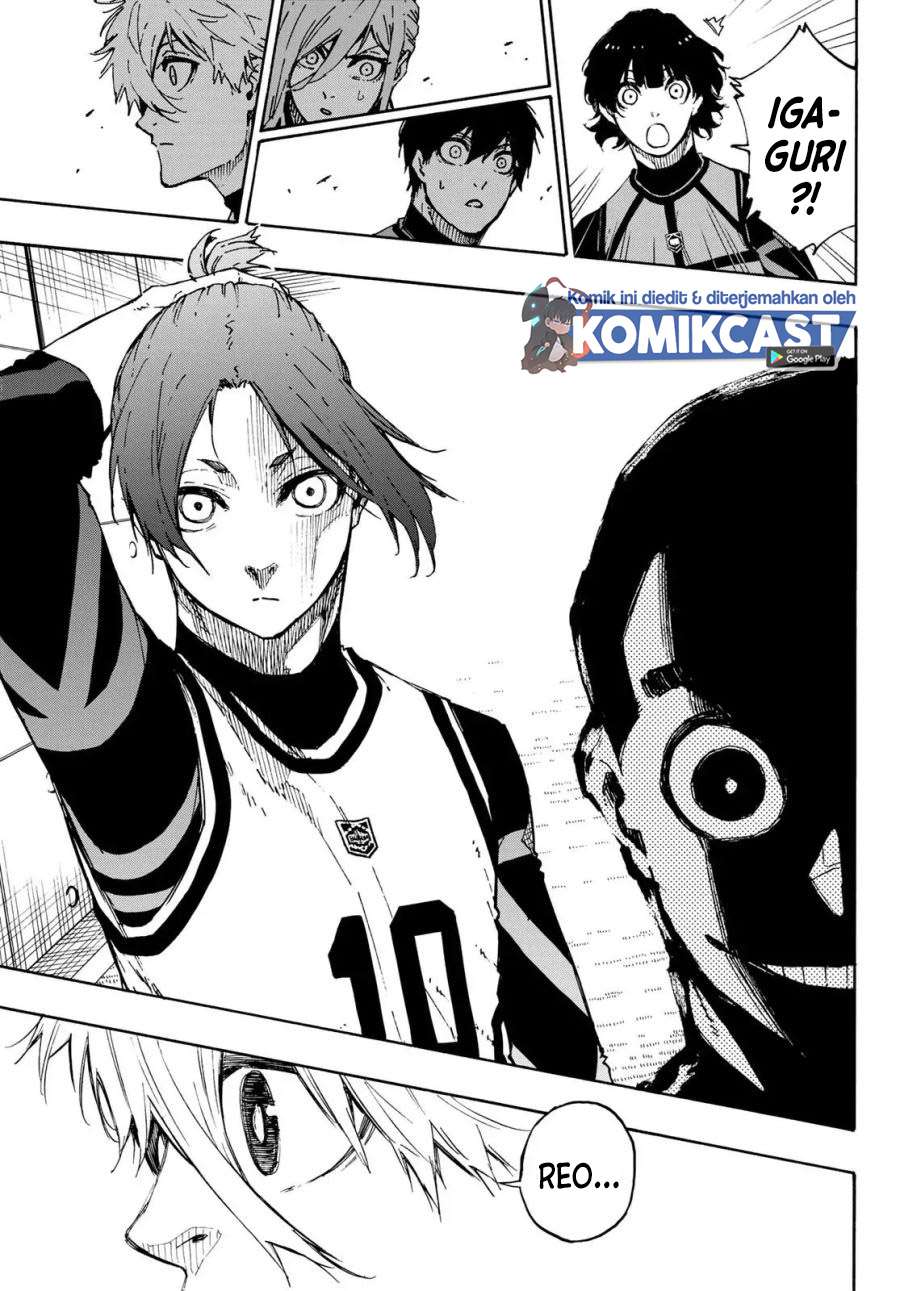 IGA-
GURI
?!
Komik ini diedit & diterjemahkan oleh
KOMIKCAST
GET IT ON
Google Play
10
REO...